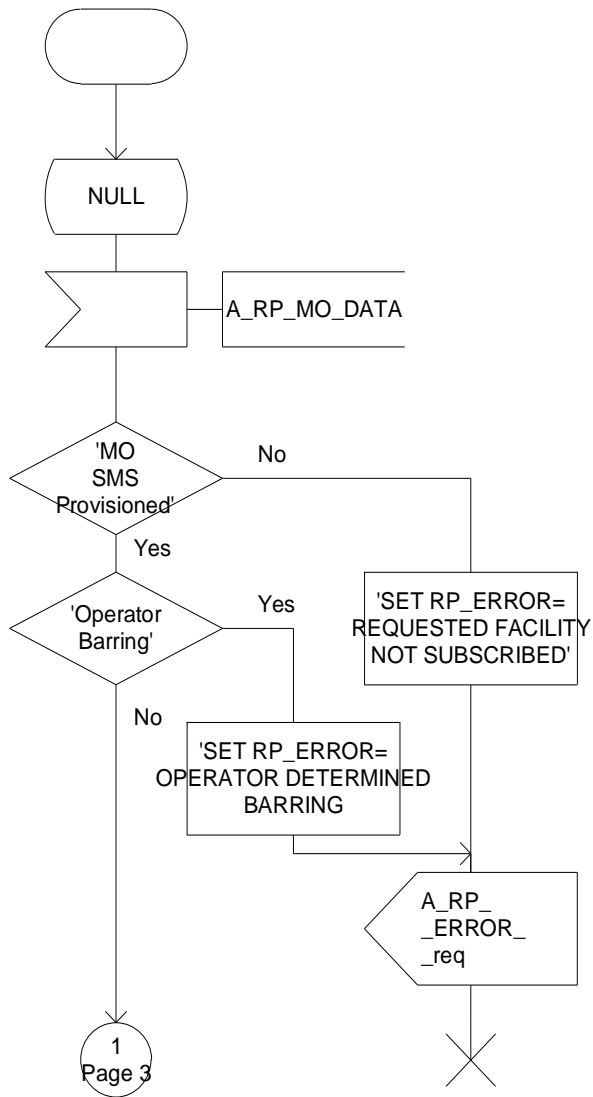 NULL
A_RP_MO_DATA
'MO
SMS
Provisioned'
No
Yes
'Operator
Barring'
Yes
'SET RP_ERROR=
REQUESTED FACILITY
NOT SUBSCRIBED'
No
'SET RP_ERROR=
OPERATOR DETERMINED
BARRING
A_RP_
_ERROR_
_req
1
Page 3